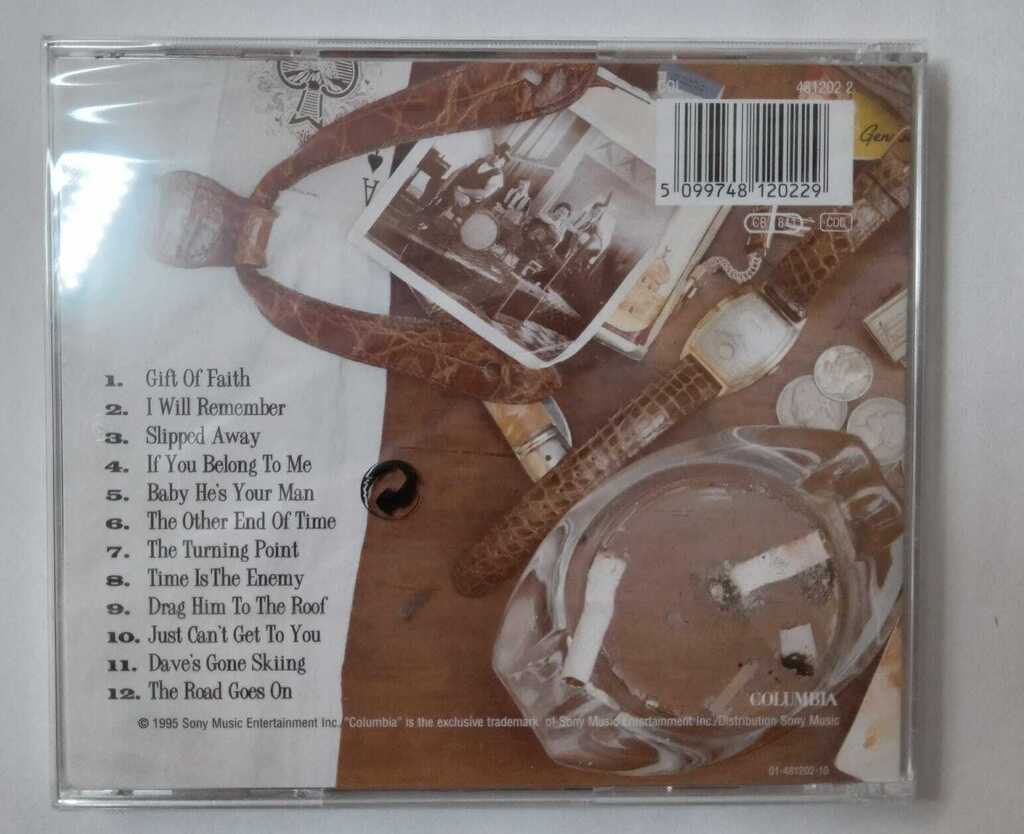 COL 481202 2
5 099748 120229
CB 841 CDB
A
1. Gift Of Faith
2. I Will Remember
3. Slipped Away
4. If You Belong To Me
5. Baby He's Your Man
6. The Other End Of Time
7. The Turning Point
8. Time Is The Enemy
9. Drag Him To The Roof
10. Just Can't Get To You
11. Dave's Gone Skiing
12. The Road Goes On
COLUMBIA
© 1995 Sony Music Entertainment Inc./"Columbia" is the exclusive trademark of Sony Music Entertainment Inc./Distribution Sony Music
01-481202-10